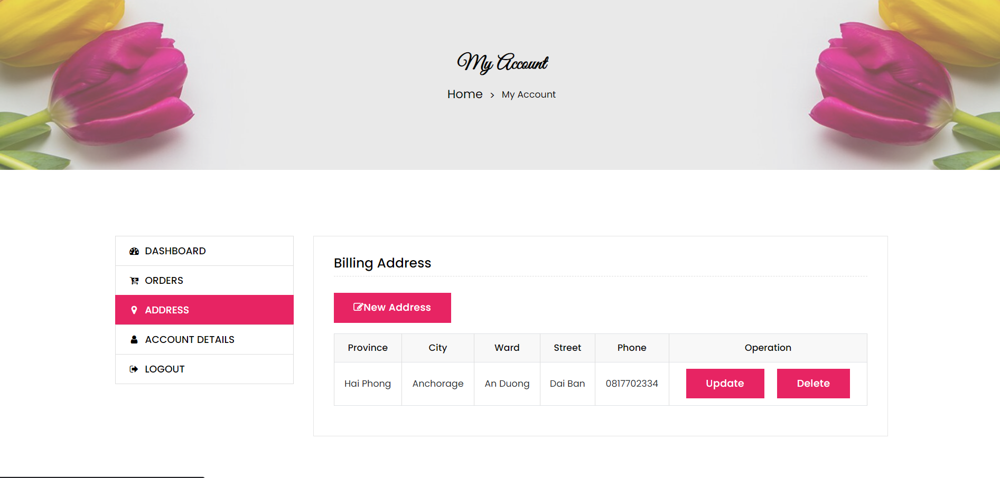 My Account
Home > My Account
DASHBOARD
ORDERS
ADDRESS
ACCOUNT DETAILS
LOGOUT
Billing Address
New Address
Province City Ward Street Phone Operation
Hai Phong Anchorage An Duong Dai Ban 0817702334 Update Delete